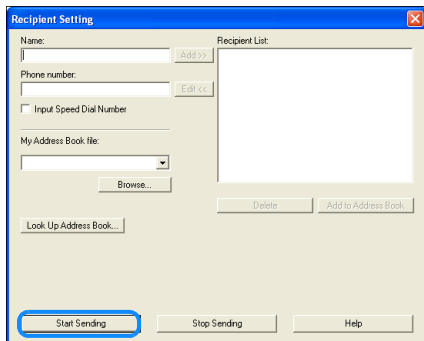 Recipient Setting
Name:
Recipient List:
Add >>
Phone number:
Edit <<
Input Speed Dial Number
My Address Book file:
Browse...
Delete
Add to Address Book
Look Up Address Book...
Start Sending
Stop Sending
Help